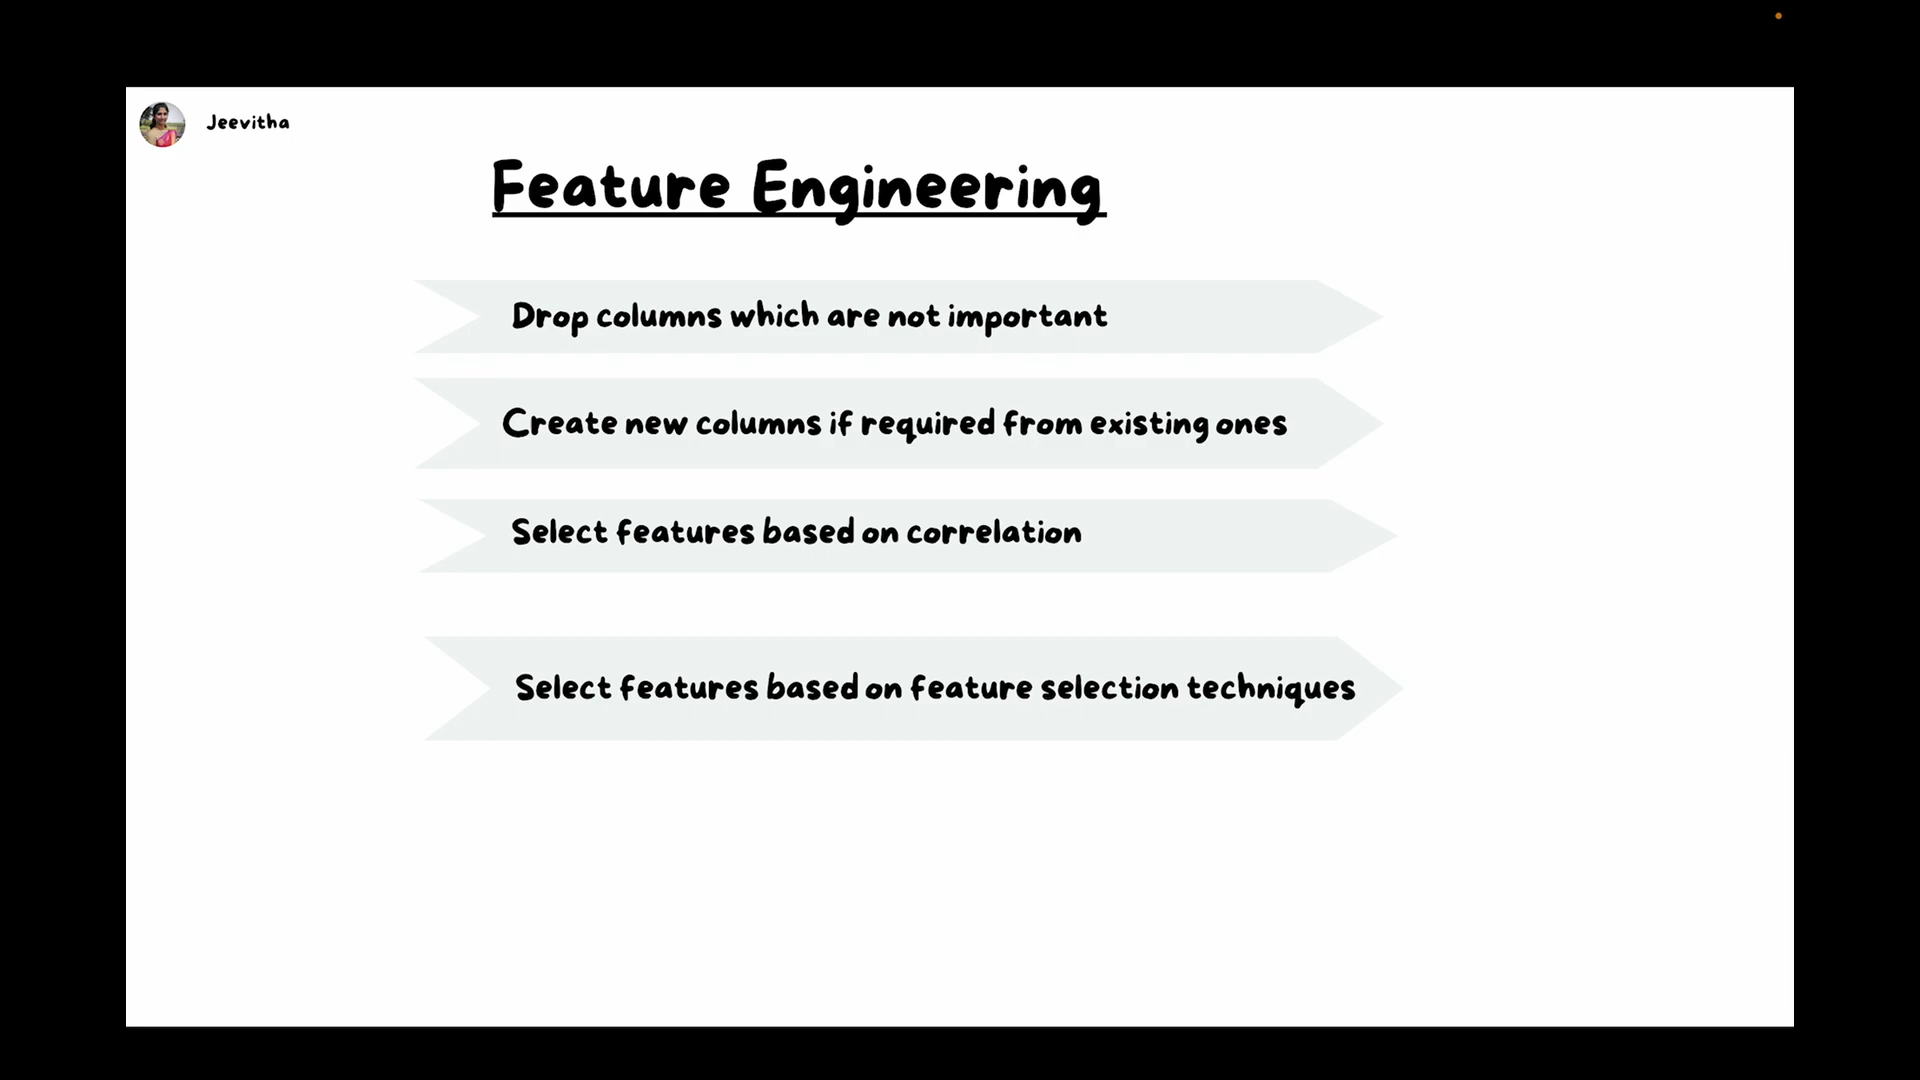 Jeevitha
Feature Engineering
Drop columns which are not important
Create new columns if required from existing ones
Select features based on correlation
Select features based on feature selection techniques